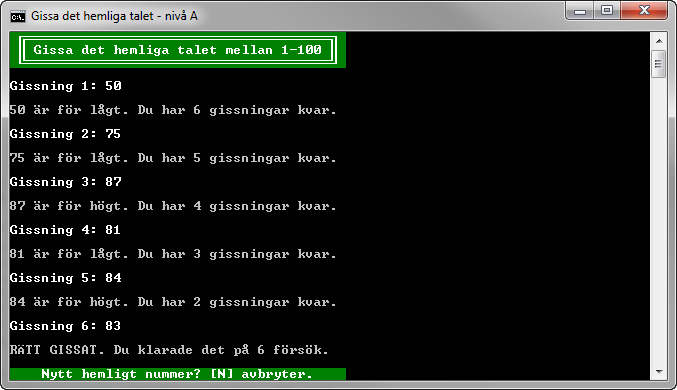 Gissa det hemliga talet - nivå A
Gissa det hemliga talet mellan 1-100
Gissning 1: 50
50 är för lågt. Du har 6 gissningar kvar.
Gissning 2: 75
75 är för lågt. Du har 5 gissningar kvar.
Gissning 3: 87
87 är för högt. Du har 4 gissningar kvar.
Gissning 4: 81
81 är för lågt. Du har 3 gissningar kvar.
Gissning 5: 84
84 är för högt. Du har 2 gissningar kvar.
Gissning 6: 83
RäTT GISSAT. Du klarade det på 6 försök.
Nytt hemligt nummer? [N] avbryter.